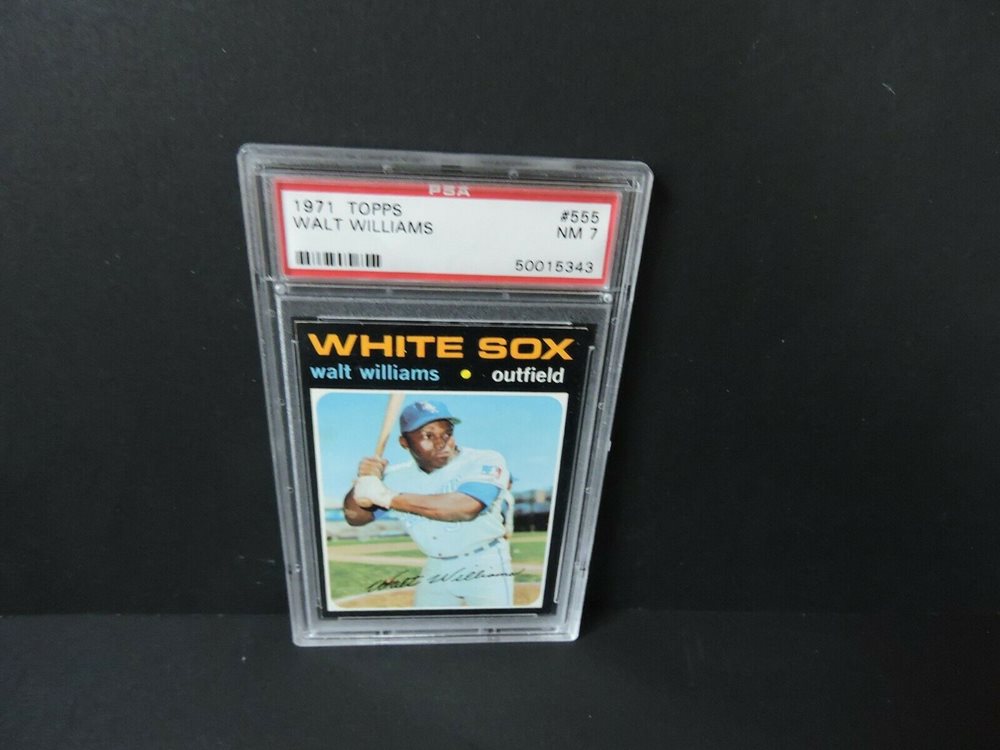 PSA
1971 TOPPS #555
WALT WILLIAMS NM 7
50015343
WHITE SOX
walt williams • outfield
Walt Williams